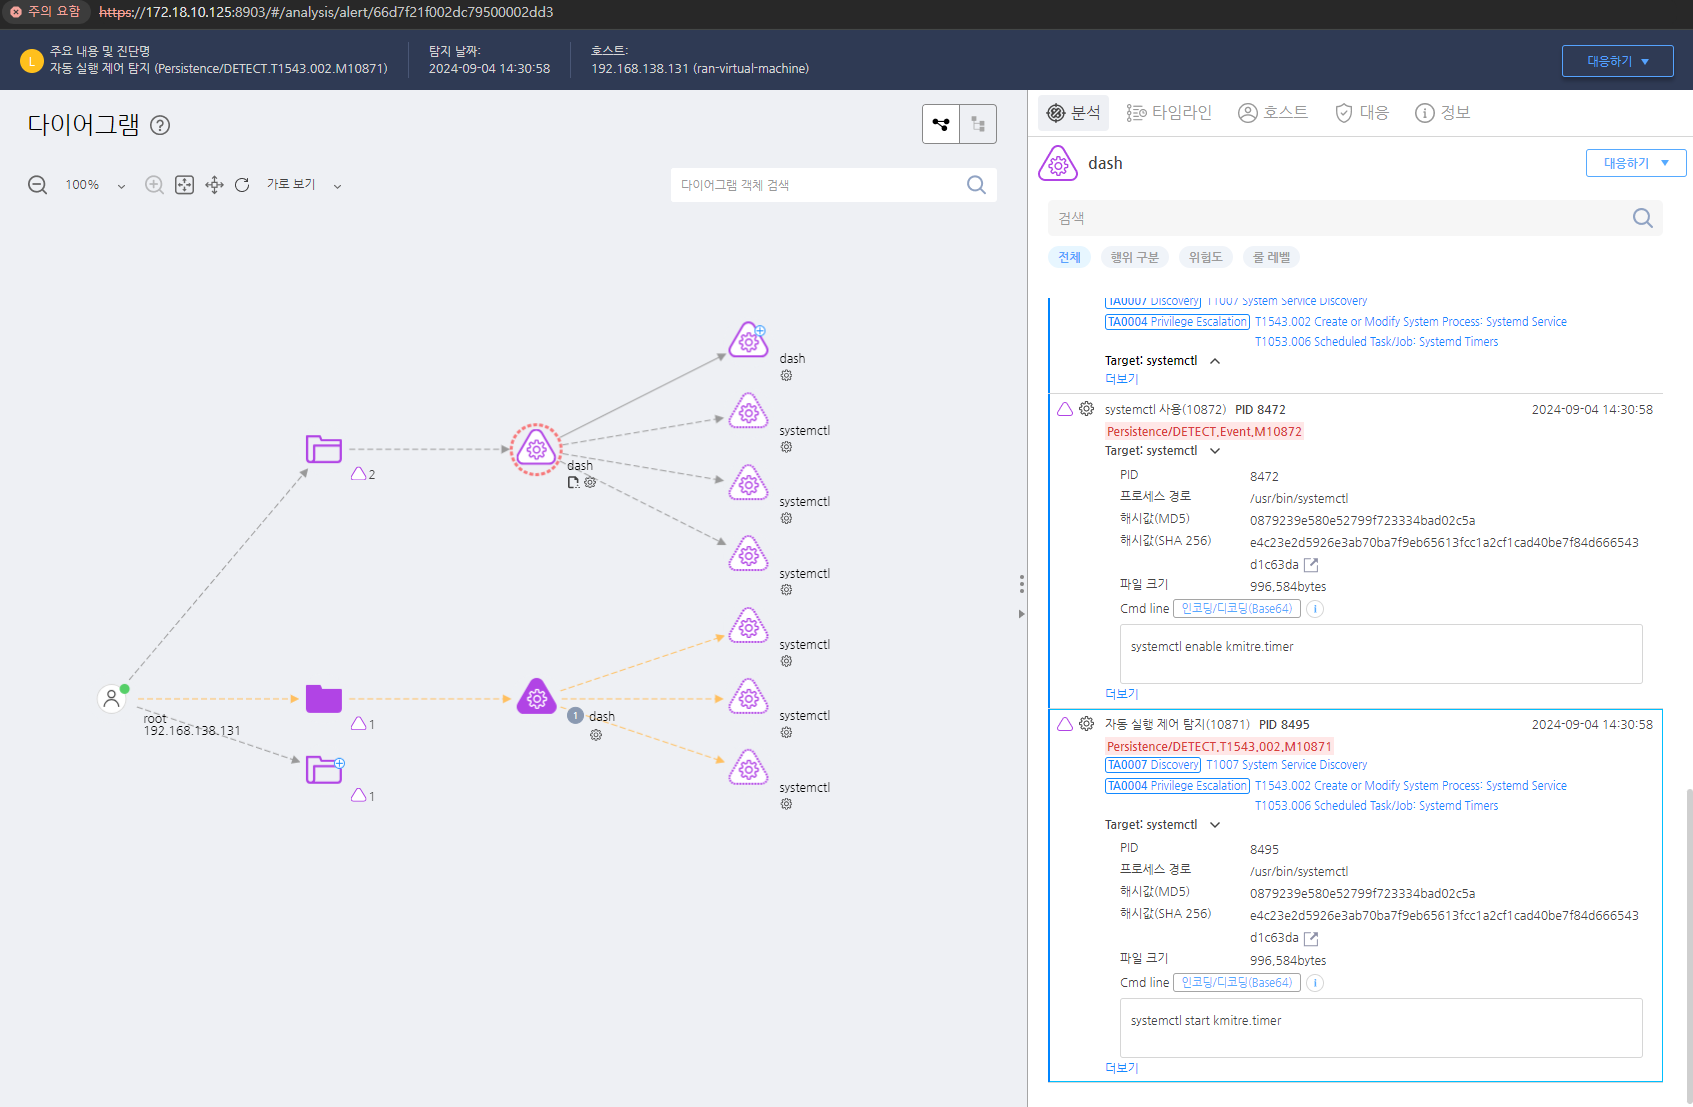 주의 요함 https://172.18.10.125:8903/#/analysis/alert/66d7f21f002dc79500002dd3
L
주요 내용 및 진단명
자동 실행 제어 탐지 (Persistence/DETECT.T1543.002.M10871)
탐지 날짜:
2024-09-04 14:30:58
호스트:
192.168.138.131 (ran-virtual-machine)
대응하기
다이어그램
100%
가로 보기
다이어그램 객체 검색
dash
systemctl
dash
systemctl
2
systemctl
systemctl
root
192.168.138.131
1
1 dash
systemctl
1
systemctl
분석 타임라인 호스트 대응 정보
dash
대응하기
검색
전체 행위 구분 위험도 룰 레벨
TA0007 Discovery T1007 System Service Discovery
TA0004 Privilege Escalation T1543.002 Create or Modify System Process: Systemd Service
T1053.006 Scheduled Task/Job: Systemd Timers
Target: systemctl
더보기
systemctl 사용(10872) PID 8472 2024-09-04 14:30:58
Persistence/DETECT.Event.M10872
Target: systemctl
PID 8472
프로세스 경로 /usr/bin/systemctl
해시값(MD5) 0879239e580e52799f723334bad02c5a
해시값(SHA 256) e4c23e2d5926e3ab70ba7f9eb65613fcc1a2cf1cad40be7f84d666543
d1c63da
파일 크기 996,584bytes
Cmd line 인코딩/디코딩(Base64) i
systemctl enable kmitre.timer
더보기
자동 실행 제어 탐지(10871) PID 8495 2024-09-04 14:30:58
Persistence/DETECT.T1543.002.M10871
TA0007 Discovery T1007 System Service Discovery
TA0004 Privilege Escalation T1543.002 Create or Modify System Process: Systemd Service
T1053.006 Scheduled Task/Job: Systemd Timers
Target: systemctl
PID 8495
프로세스 경로 /usr/bin/systemctl
해시값(MD5) 0879239e580e52799f723334bad02c5a
해시값(SHA 256) e4c23e2d5926e3ab70ba7f9eb65613fcc1a2cf1cad40be7f84d666543
d1c63da
파일 크기 996,584bytes
Cmd line 인코딩/디코딩(Base64) i
systemctl start kmitre.timer
더보기